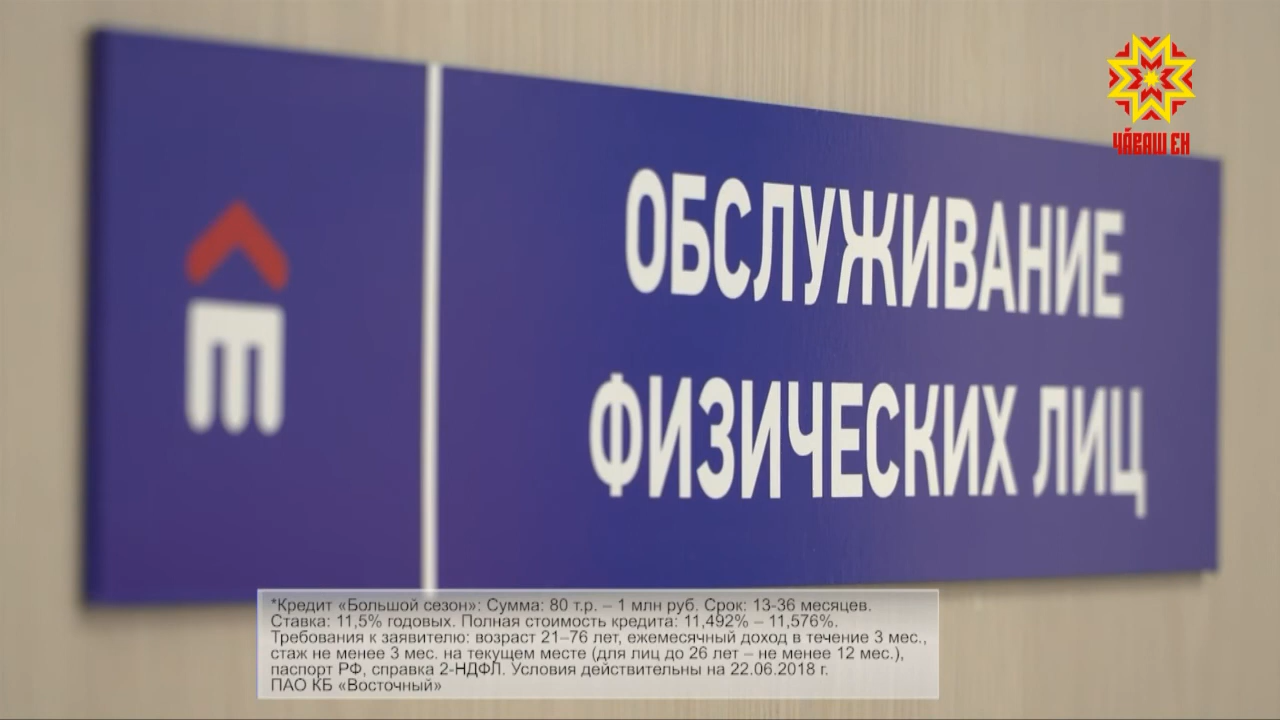 ЧӐВАШ ЕН
ОБСЛУЖИВАНИЕ
ФИЗИЧЕСКИХ ЛИЦ
*Кредит «Большой сезон»: Сумма: 80 т.р. – 1 млн руб. Срок: 13-36 месяцев.
Ставка: 11,5% годовых. Полная стоимость кредита: 11,492% – 11,576%.
Требования к заявителю: возраст 21–76 лет, ежемесячный доход в течение 3 мес.,
стаж не менее 3 мес. на текущем месте (для лиц до 26 лет – не менее 12 мес.),
паспорт РФ, справка 2-НДФЛ. Условия действительны на 22.06.2018 г.
ПАО КБ «Восточный»